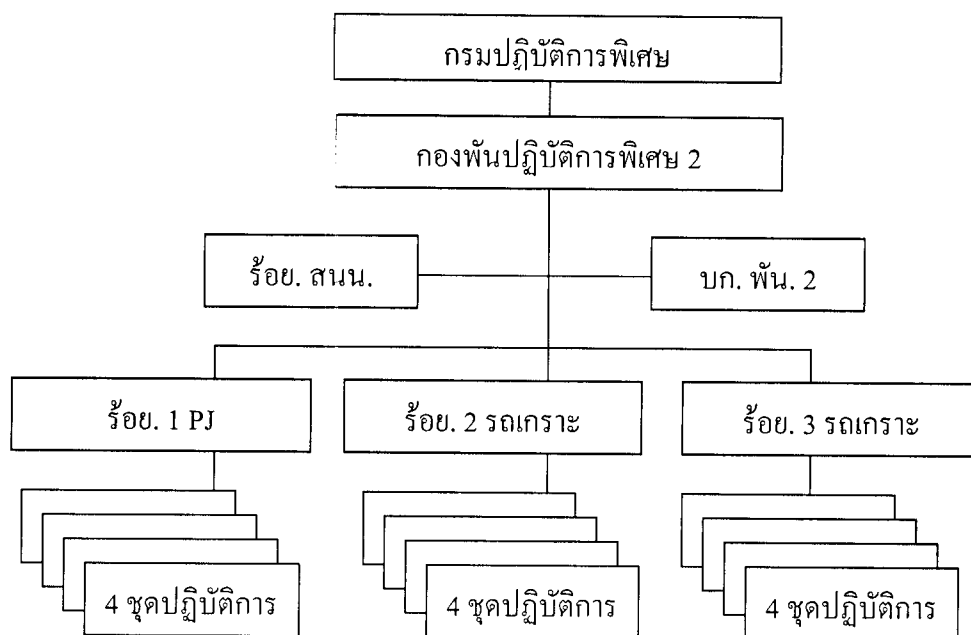 กรมปฏิบัติการพิเศษ
กองพันปฏิบัติการพิเศษ 2
ร้อย. สนน.
บก. พัน. 2
ร้อย. 1 PJ
ร้อย. 2 รถเกราะ
ร้อย. 3 รถเกราะ
4 ชุดปฏิบัติการ
4 ชุดปฏิบัติการ
4 ชุดปฏิบัติการ